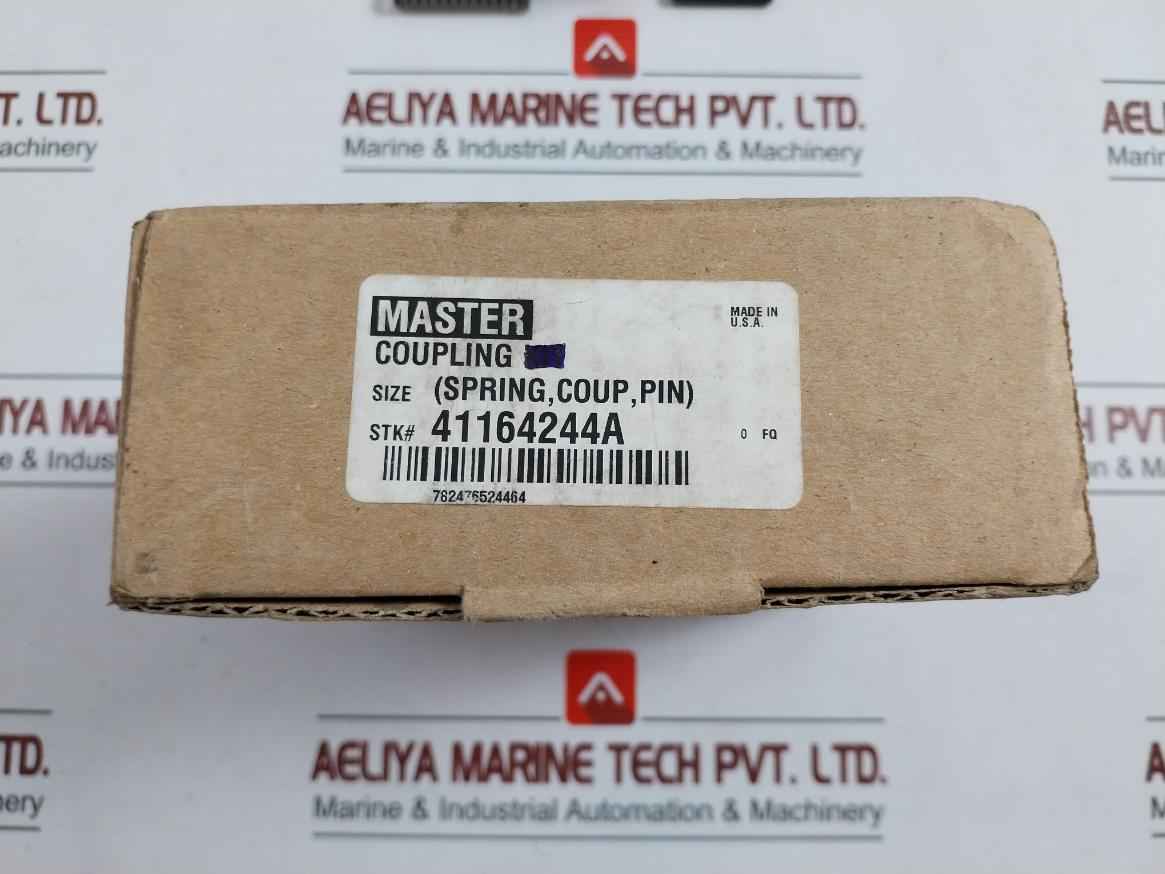 AELIYA MARINE TECH PVT. LTD.
Marine & Industrial Automation & Machinery
T. LTD.
achinery
AEL
Marin
MASTER
MADE IN
U.S.A.
COUPLING
SIZE (SPRING,COUP,PIN)
STK# 41164244A
0 FQ
782476524464
IYA MAR
e & Indus
H PVT
n & M
AELIYA MARINE TECH PVT. LTD.
Marine & Industrial Automation & Machinery
TD.
ery
A
M